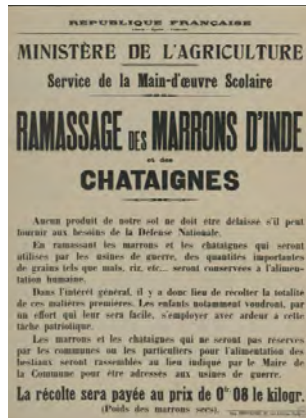 RÉPUBLIQUE FRANÇAISE
MINISTÈRE DE L'AGRICULTURE
Service de la Main-d'œuvre Scolaire
RAMASSAGE DES MARRONS D'INDE
et des
CHATAIGNES
Aucun produit de notre sol ne doit être délaissé s'il peut
fournir aux besoins de la Défense Nationale.
En ramassant les marrons et les châtaignes qui seront
utilisés par les usines de guerre, des quantités importantes
de grains tels que maïs, riz, etc... seront conservées à l'alimen-
tation humaine.
Dans l'intérêt général, il y a donc lieu de récolter la totalité
de ces matières premières. Les enfants notamment voudront, par
un effort qui leur sera facile, s'employer avec ardeur à cette
tâche patriotique.
Les marrons et les châtaignes qui ne seront pas réservés
par les communes ou les particuliers pour l'alimentation des
bestiaux seront rassemblés au lieu indiqué par le Maire de
la Commune pour être adressés aux usines de guerre.
La récolte sera payée au prix de 0fr 08 le kilogr.
(Poids des marrons secs).